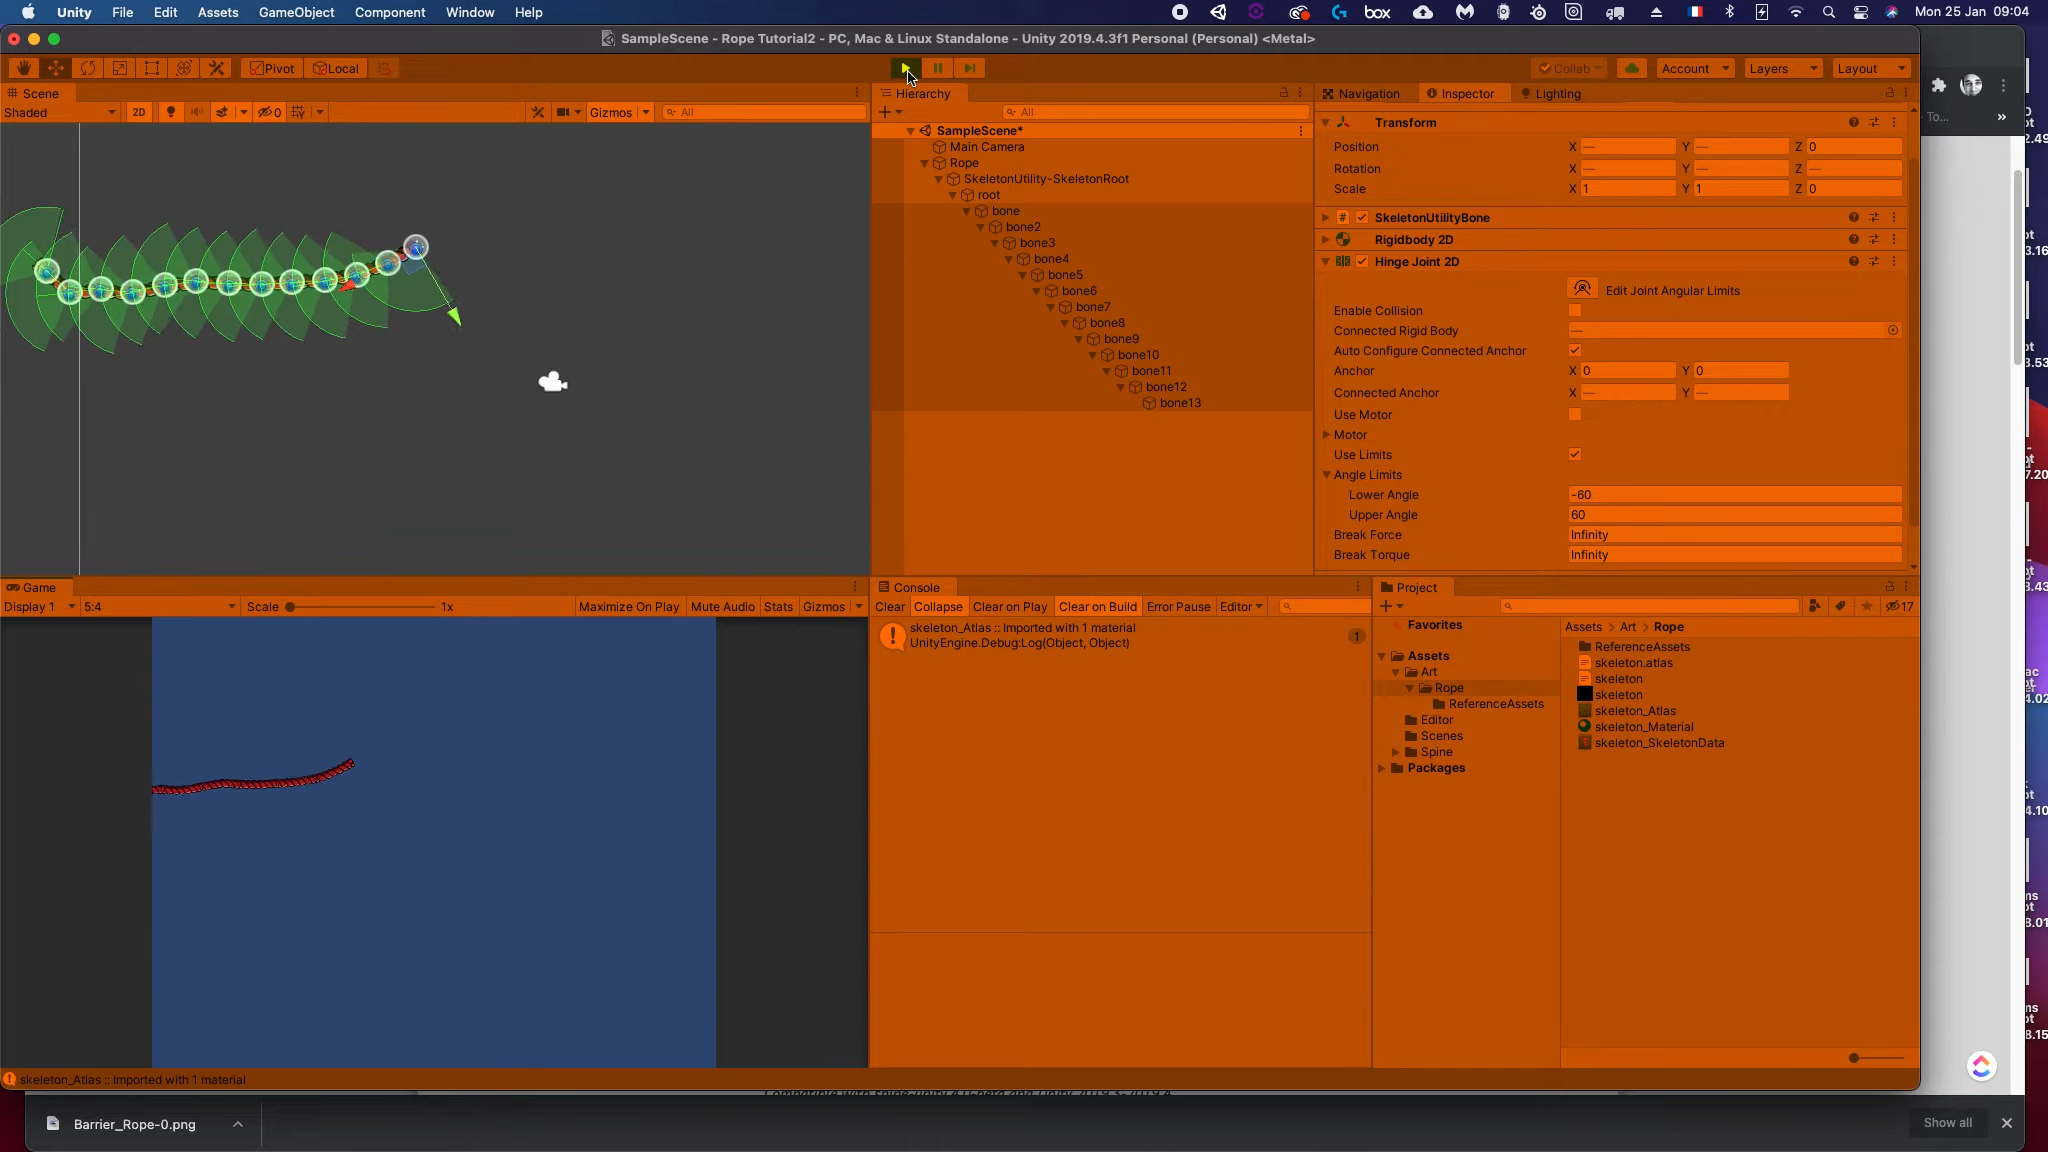 Unity File Edit Assets GameObject Component Window Help box Mon 25 Jan 09:04
SampleScene - Rope Tutorial2 - PC, Mac & Linux Standalone - Unity 2019.4.3f1 Personal (Personal) <Metal>
Pivot Local Collab Account Layers Layout
Scene
Shaded 2D 0 Gizmos All
Hierarchy
All
SampleScene*
Main Camera
Rope
SkeletonUtility-SkeletonRoot
root
bone
bone2
bone3
bone4
bone5
bone6
bone7
bone8
bone9
bone10
bone11
bone12
bone13
Navigation Inspector Lighting
Transform
Position X — Y — Z 0
Rotation X — Y — Z —
Scale X 1 Y 1 Z 0
# SkeletonUtilityBone
Rigidbody 2D
Hinge Joint 2D
Edit Joint Angular Limits
Enable Collision
Connected Rigid Body —
Auto Configure Connected Anchor
Anchor X 0 Y 0
Connected Anchor X — Y —
Use Motor
Motor
Use Limits
Angle Limits
Lower Angle -60
Upper Angle 60
Break Force Infinity
Break Torque Infinity
Game
Display 1 5:4 Scale 1x Maximize On Play Mute Audio Stats Gizmos
Console
Clear Collapse Clear on Play Clear on Build Error Pause Editor
skeleton_Atlas :: Imported with 1 material
UnityEngine.Debug:Log(Object, Object)
1
Project
17
Favorites
Assets
Art
Rope
ReferenceAssets
Editor
Scenes
Spine
Packages
Assets > Art > Rope
ReferenceAssets
skeleton.atlas
skeleton
skeleton
skeleton_Atlas
skeleton_Material
skeleton_SkeletonData
skeleton_Atlas :: Imported with 1 material
To...
Barrier_Rope-0.png
Show all